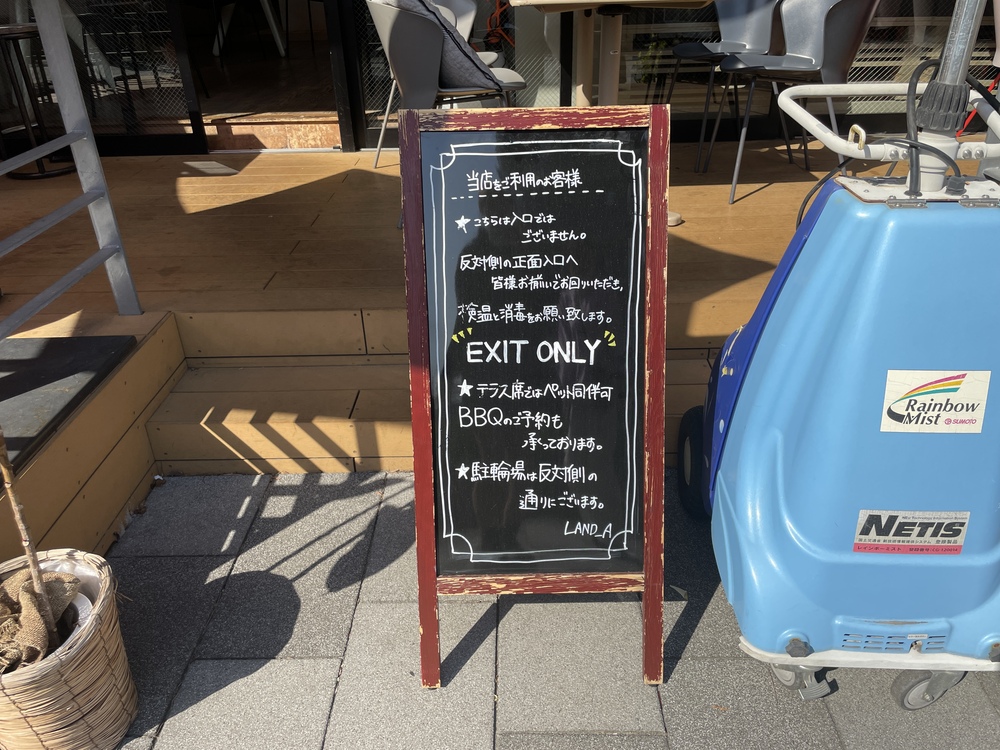 当店をご利用のお客様
★こちらは入口では
ございません。
反対側の正面入口へ
皆様お揃いでお回りいただき,
検温と消毒をお願い致します。
EXIT ONLY
★テラス席ではペット同伴可
BBQのご予約も
承っております。
★駐輪場は反対側の
通りにございます。
LAND_A
Rainbow
Mist
SUMOTO
NETIS